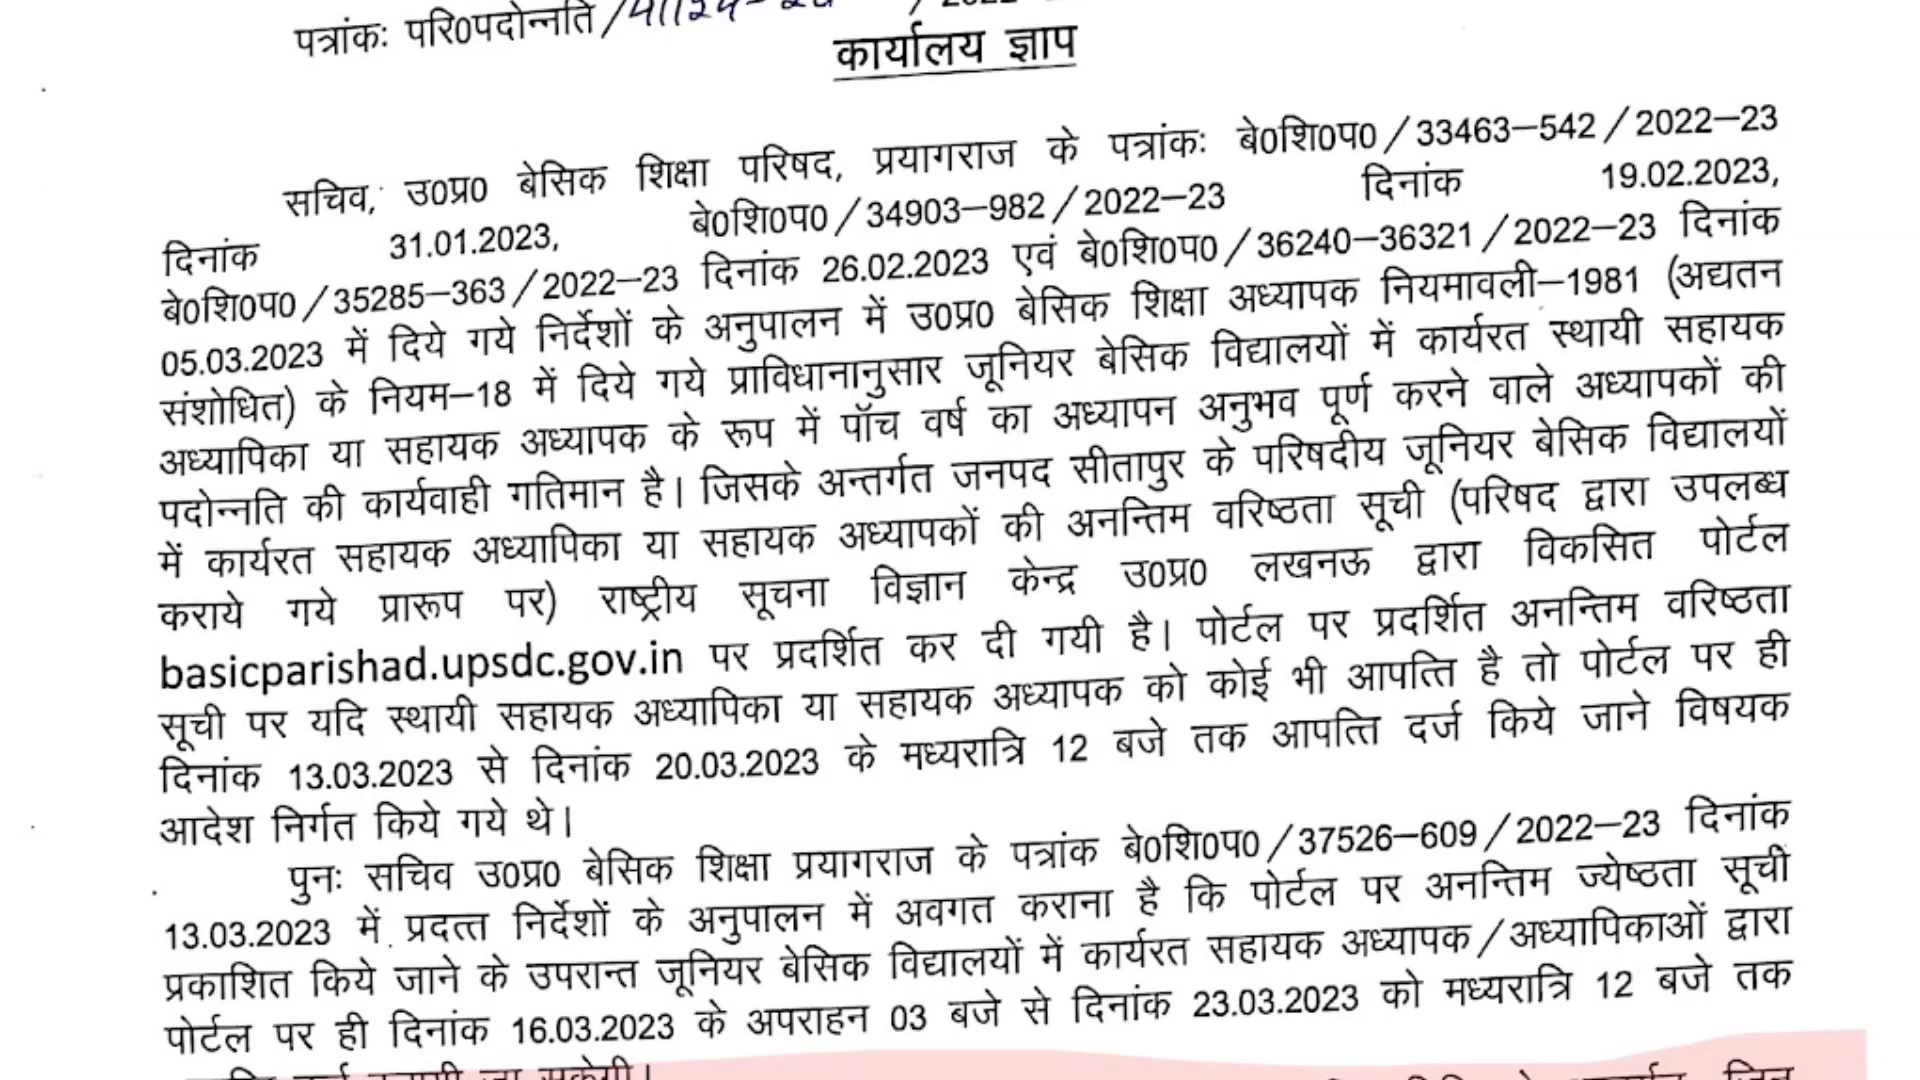 पत्रांकः परि0पदोन्नति /
कार्यालय ज्ञाप
सचिव, उ0प्र0 बेसिक शिक्षा परिषद, प्रयागराज के पत्रांकः बे0शि0प0/33463–542/2022–23
दिनांक 31.01.2023, बे0शि0प0/34903–982/2022–23 दिनांक 19.02.2023,
बे0शि0प0/35285–363/2022–23 दिनांक 26.02.2023 एवं बे0शि0प0/36240–36321/2022–23 दिनांक
05.03.2023 में दिये गये निर्देशों के अनुपालन में उ0प्र0 बेसिक शिक्षा अध्यापक नियमावली–1981 (अद्यतन
संशोधित) के नियम–18 में दिये गये प्राविधानानुसार जूनियर बेसिक विद्यालयों में कार्यरत स्थायी सहायक
अध्यापिका या सहायक अध्यापक के रूप में पॉच वर्ष का अध्यापन अनुभव पूर्ण करने वाले अध्यापकों की
पदोन्नति की कार्यवाही गतिमान है। जिसके अन्तर्गत जनपद सीतापुर के परिषदीय जूनियर बेसिक विद्यालयों
में कार्यरत सहायक अध्यापिका या सहायक अध्यापकों की अनन्तिम वरिष्ठता सूची (परिषद द्वारा उपलब्ध
कराये गये प्रारूप पर) राष्ट्रीय सूचना विज्ञान केन्द्र उ0प्र0 लखनऊ द्वारा विकसित पोर्टल
basicparishad.upsdc.gov.in पर प्रदर्शित कर दी गयी है। पोर्टल पर प्रदर्शित अनन्तिम वरिष्ठता
सूची पर यदि स्थायी सहायक अध्यापिका या सहायक अध्यापक को कोई भी आपत्ति है तो पोर्टल पर ही
दिनांक 13.03.2023 से दिनांक 20.03.2023 के मध्यरात्रि 12 बजे तक आपत्ति दर्ज किये जाने विषयक
आदेश निर्गत किये गये थे।
पुनः सचिव उ0प्र0 बेसिक शिक्षा प्रयागराज के पत्रांक बे0शि0प0/37526–609/2022–23 दिनांक
13.03.2023 में प्रदत्त निर्देशों के अनुपालन में अवगत कराना है कि पोर्टल पर अनन्तिम ज्येष्ठता सूची
प्रकाशित किये जाने के उपरान्त जूनियर बेसिक विद्यालयों में कार्यरत सहायक अध्यापक/अध्यापिकाओं द्वारा
पोर्टल पर ही दिनांक 16.03.2023 के अपराहन 03 बजे से दिनांक 23.03.2023 को मध्यरात्रि 12 बजे तक
जा सकेगी।